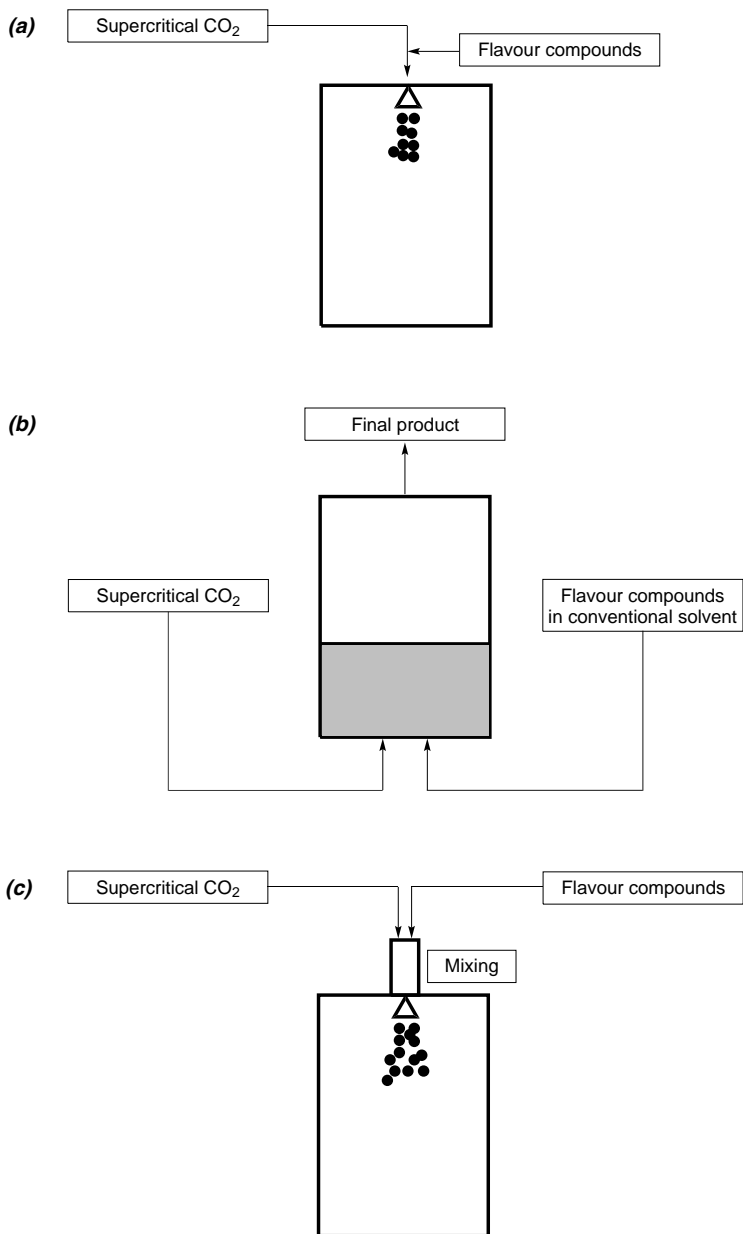 (a)
Supercritical CO₂
Flavour compounds
(b)
Final product
Supercritical CO₂
Flavour compounds
in conventional solvent
(c)
Supercritical CO₂
Flavour compounds
Mixing